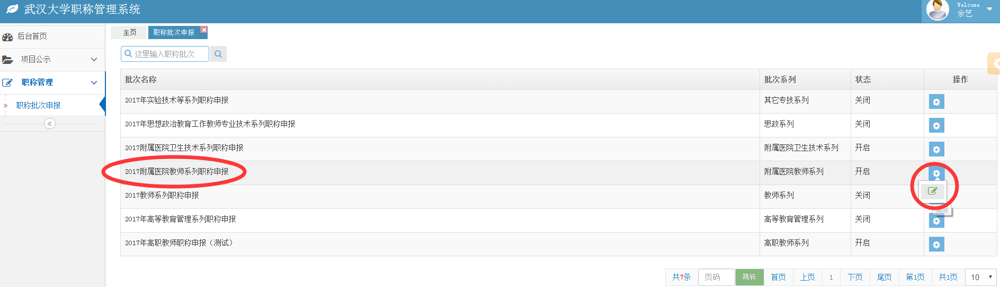 武汉大学职称管理系统
Welcome
余艺
后台首页
项目公示
职称管理
职称批次申报
主页
职称批次申报
这里输入职称批次
批次名称 批次系列 状态 操作
2017年实验技术等系列职称申报 其它专技系列 关闭
2017年思想政治教育工作教师专业技术系列职称申报 思政系列 关闭
2017附属医院卫生技术系列职称申报 附属医院卫生技术系列 开启
2017附属医院教师系列职称申报 附属医院教师系列 开启
2017教师系列职称申报 教师系列 关闭
填报
2017年高等教育管理系列职称申报 高等教育管理系列 关闭
2017年高职教师职称申报（测试） 高职教师系列 开启
共7条 页码 跳转 首页 上页 1 下页 尾页 第1页 共1页 10